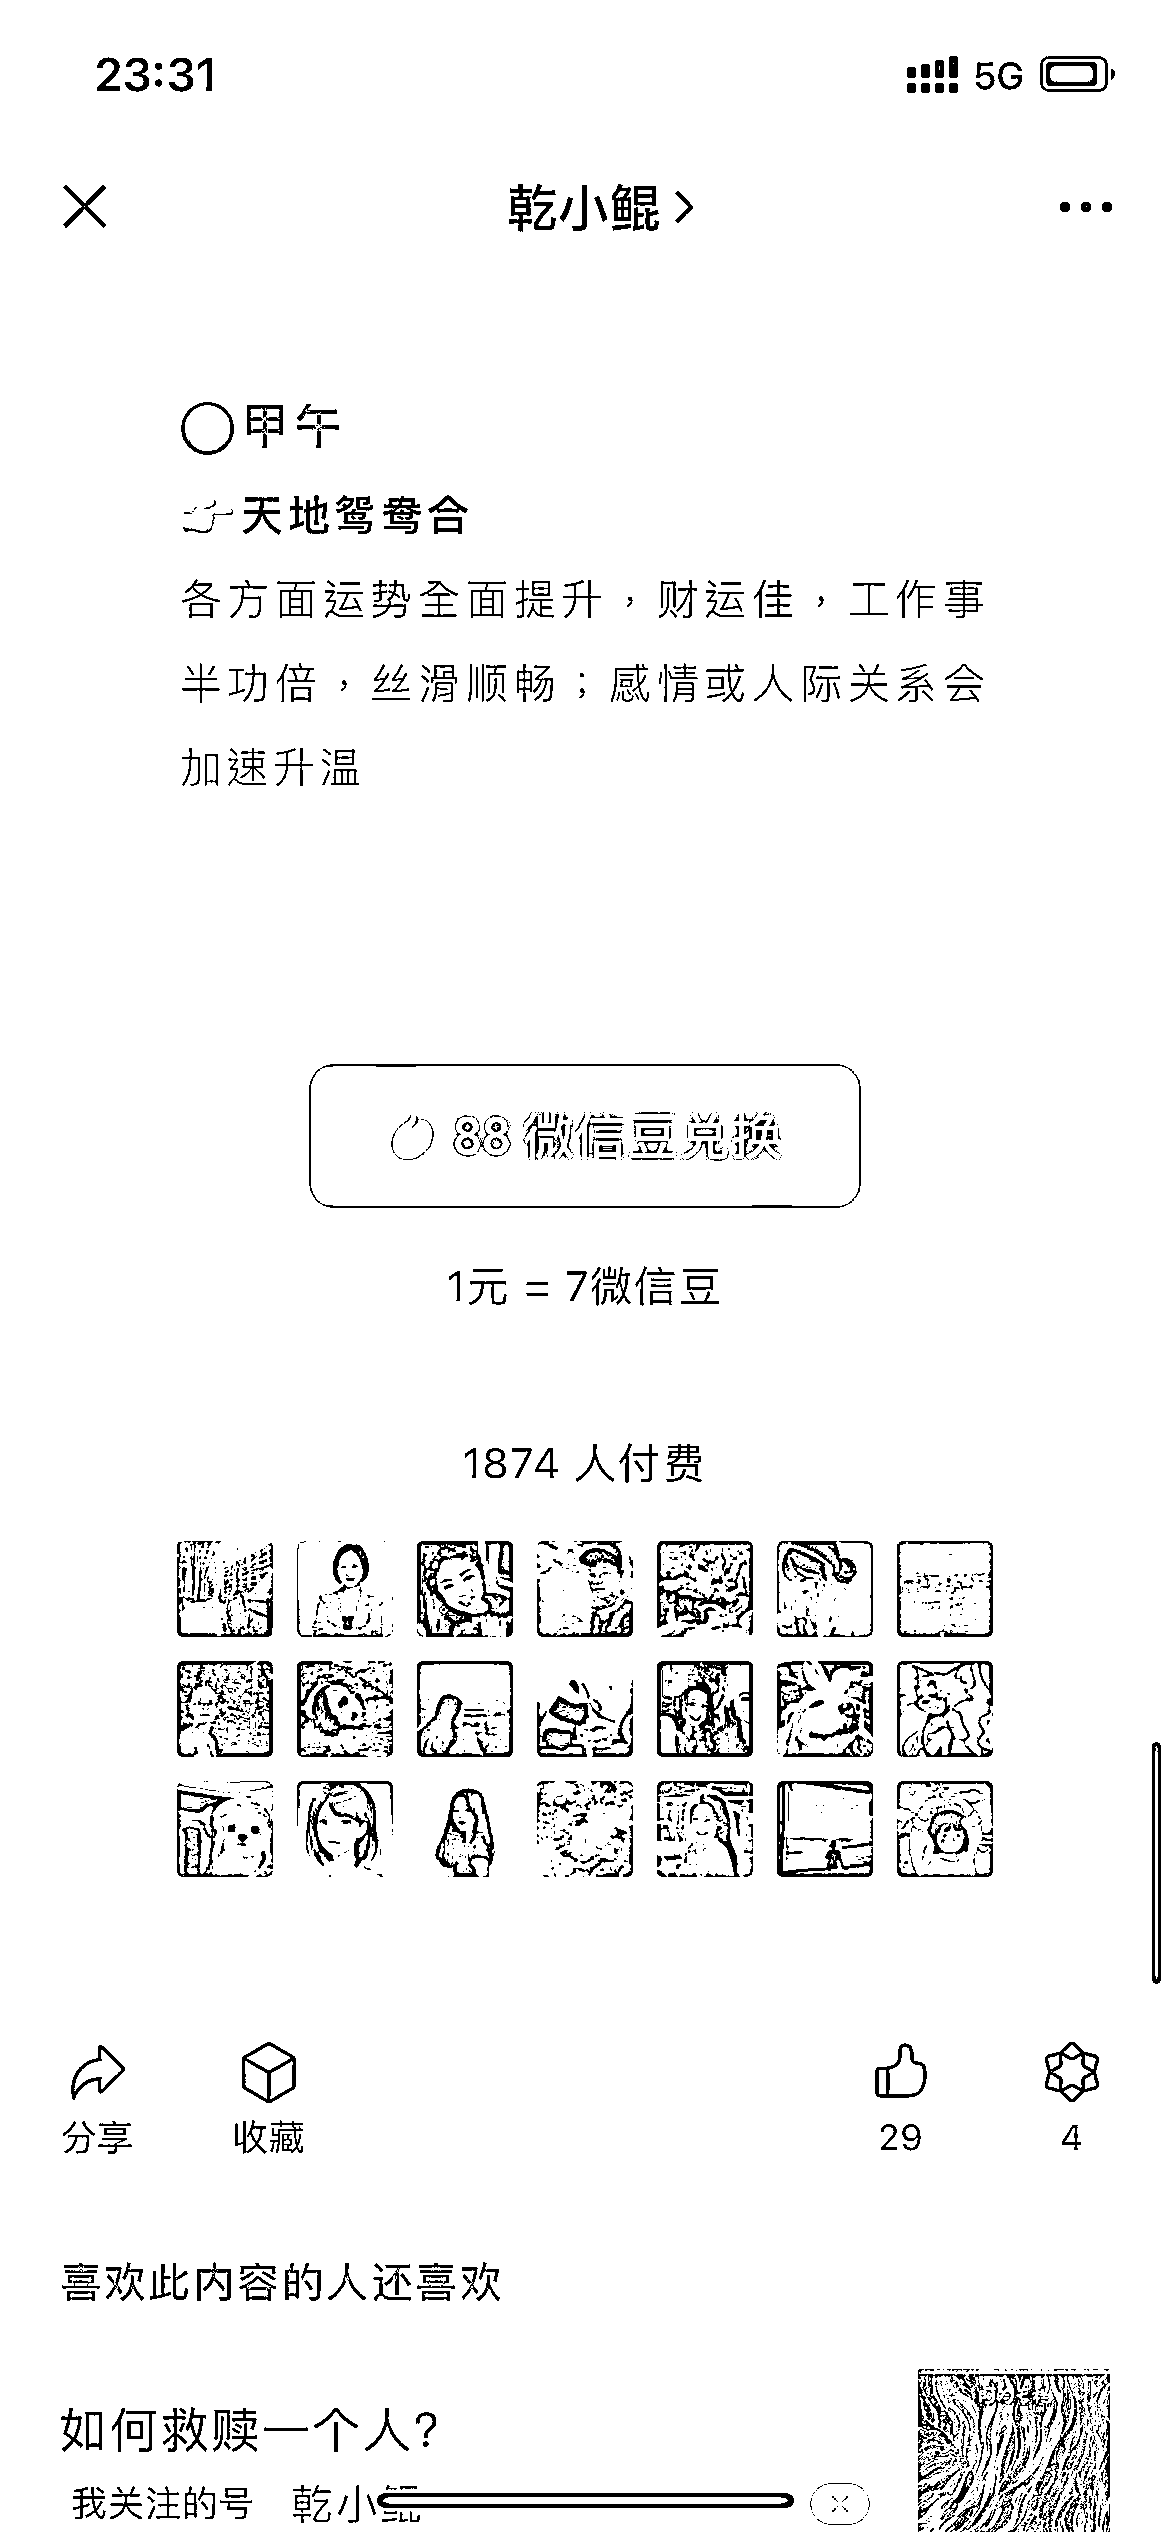 23:31
5G
乾小鲲
甲午
天地鸳鸯合
各方面运势全面提升，财运佳，工作事
半功倍，丝滑顺畅；感情或人际关系会
加速升温
88 微信豆兑换
1元 = 7微信豆
1874 人付费
分享
收藏
29
4
喜欢此内容的人还喜欢
如何救赎一个人？
我关注的号 乾小鲲